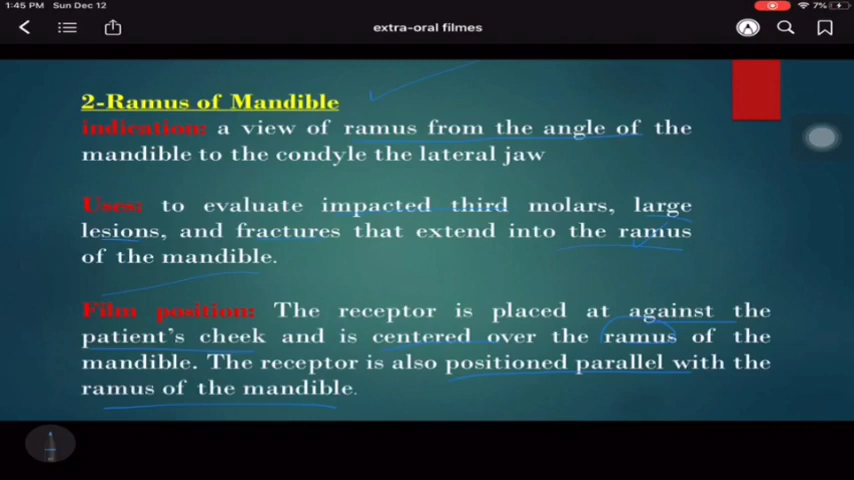 1:45 PM Sun Dec 12
7%
extra-oral filmes
2-Ramus of Mandible
indication: a view of ramus from the angle of the
mandible to the condyle the lateral jaw
Uses: to evaluate impacted third molars, large
lesions, and fractures that extend into the ramus
of the mandible.
Film position: The receptor is placed at against the
patient's cheek and is centered over the ramus of the
mandible. The receptor is also positioned parallel with the
ramus of the mandible.